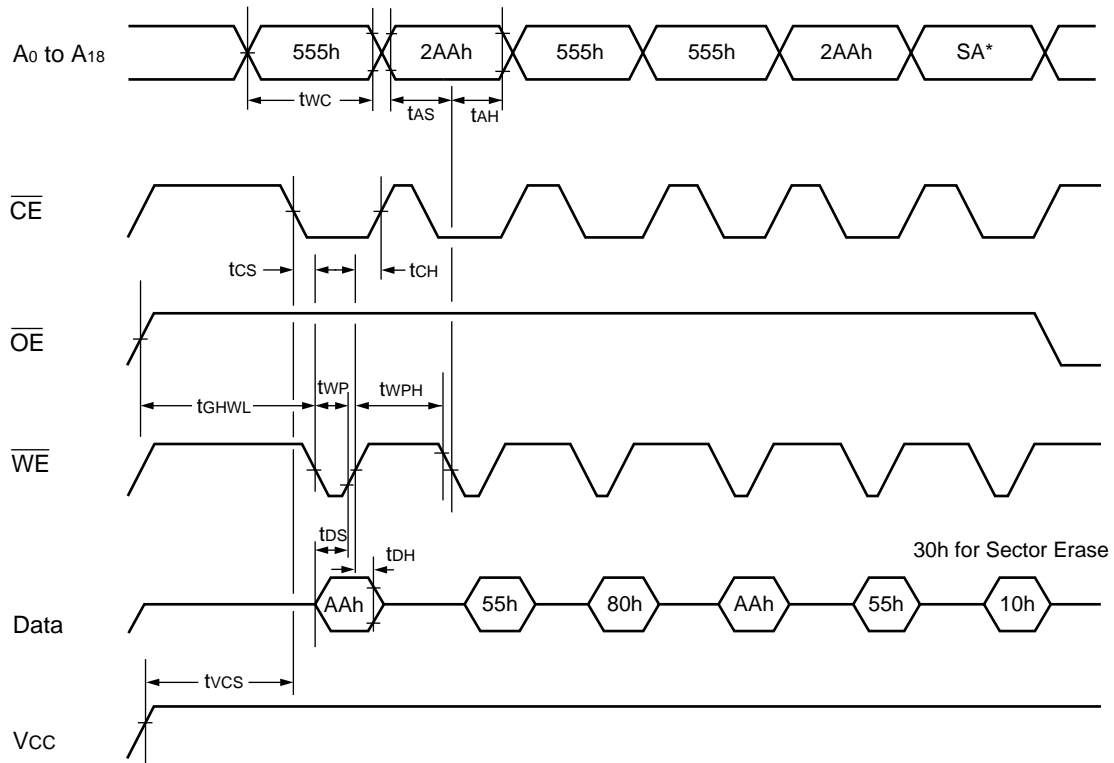 A0 to A18
555h 2AAh 555h 555h 2AAh SA*
tWC tAS tAH
CE
tCS tCH
OE
tGHWL tWP tWPH
WE
tDS tDH
30h for Sector Erase
Data
AAh 55h 80h AAh 55h 10h
tVCS
VCC